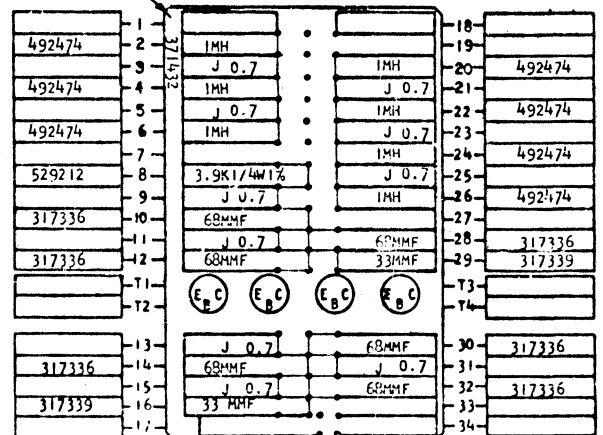 1 18
492474 2 1MH 19
3 J 0.7 1MH 20 492474
492474 4 1MH J 0.7 21
5 J 0.7 1MH 22 492474
492474 6 1MH J 0.7 23
7 1MH 24 492474
529212 8 3.9K1/4W1% J 0.7 25
9 J 0.7 1MH 26 492474
317336 10 68MMF 27
11 J 0.7 68MMF 28 317336
317336 12 68MMF 33MMF 29 317339
371432
T1 E B C E B C E B C E B C T3
T2 T4
13 J 0.7 68MMF 30 317336
317336 14 68MMF J 0.7 31
15 J 0.7 68MMF 32 317336
317339 16 33 MMF 33
17 34